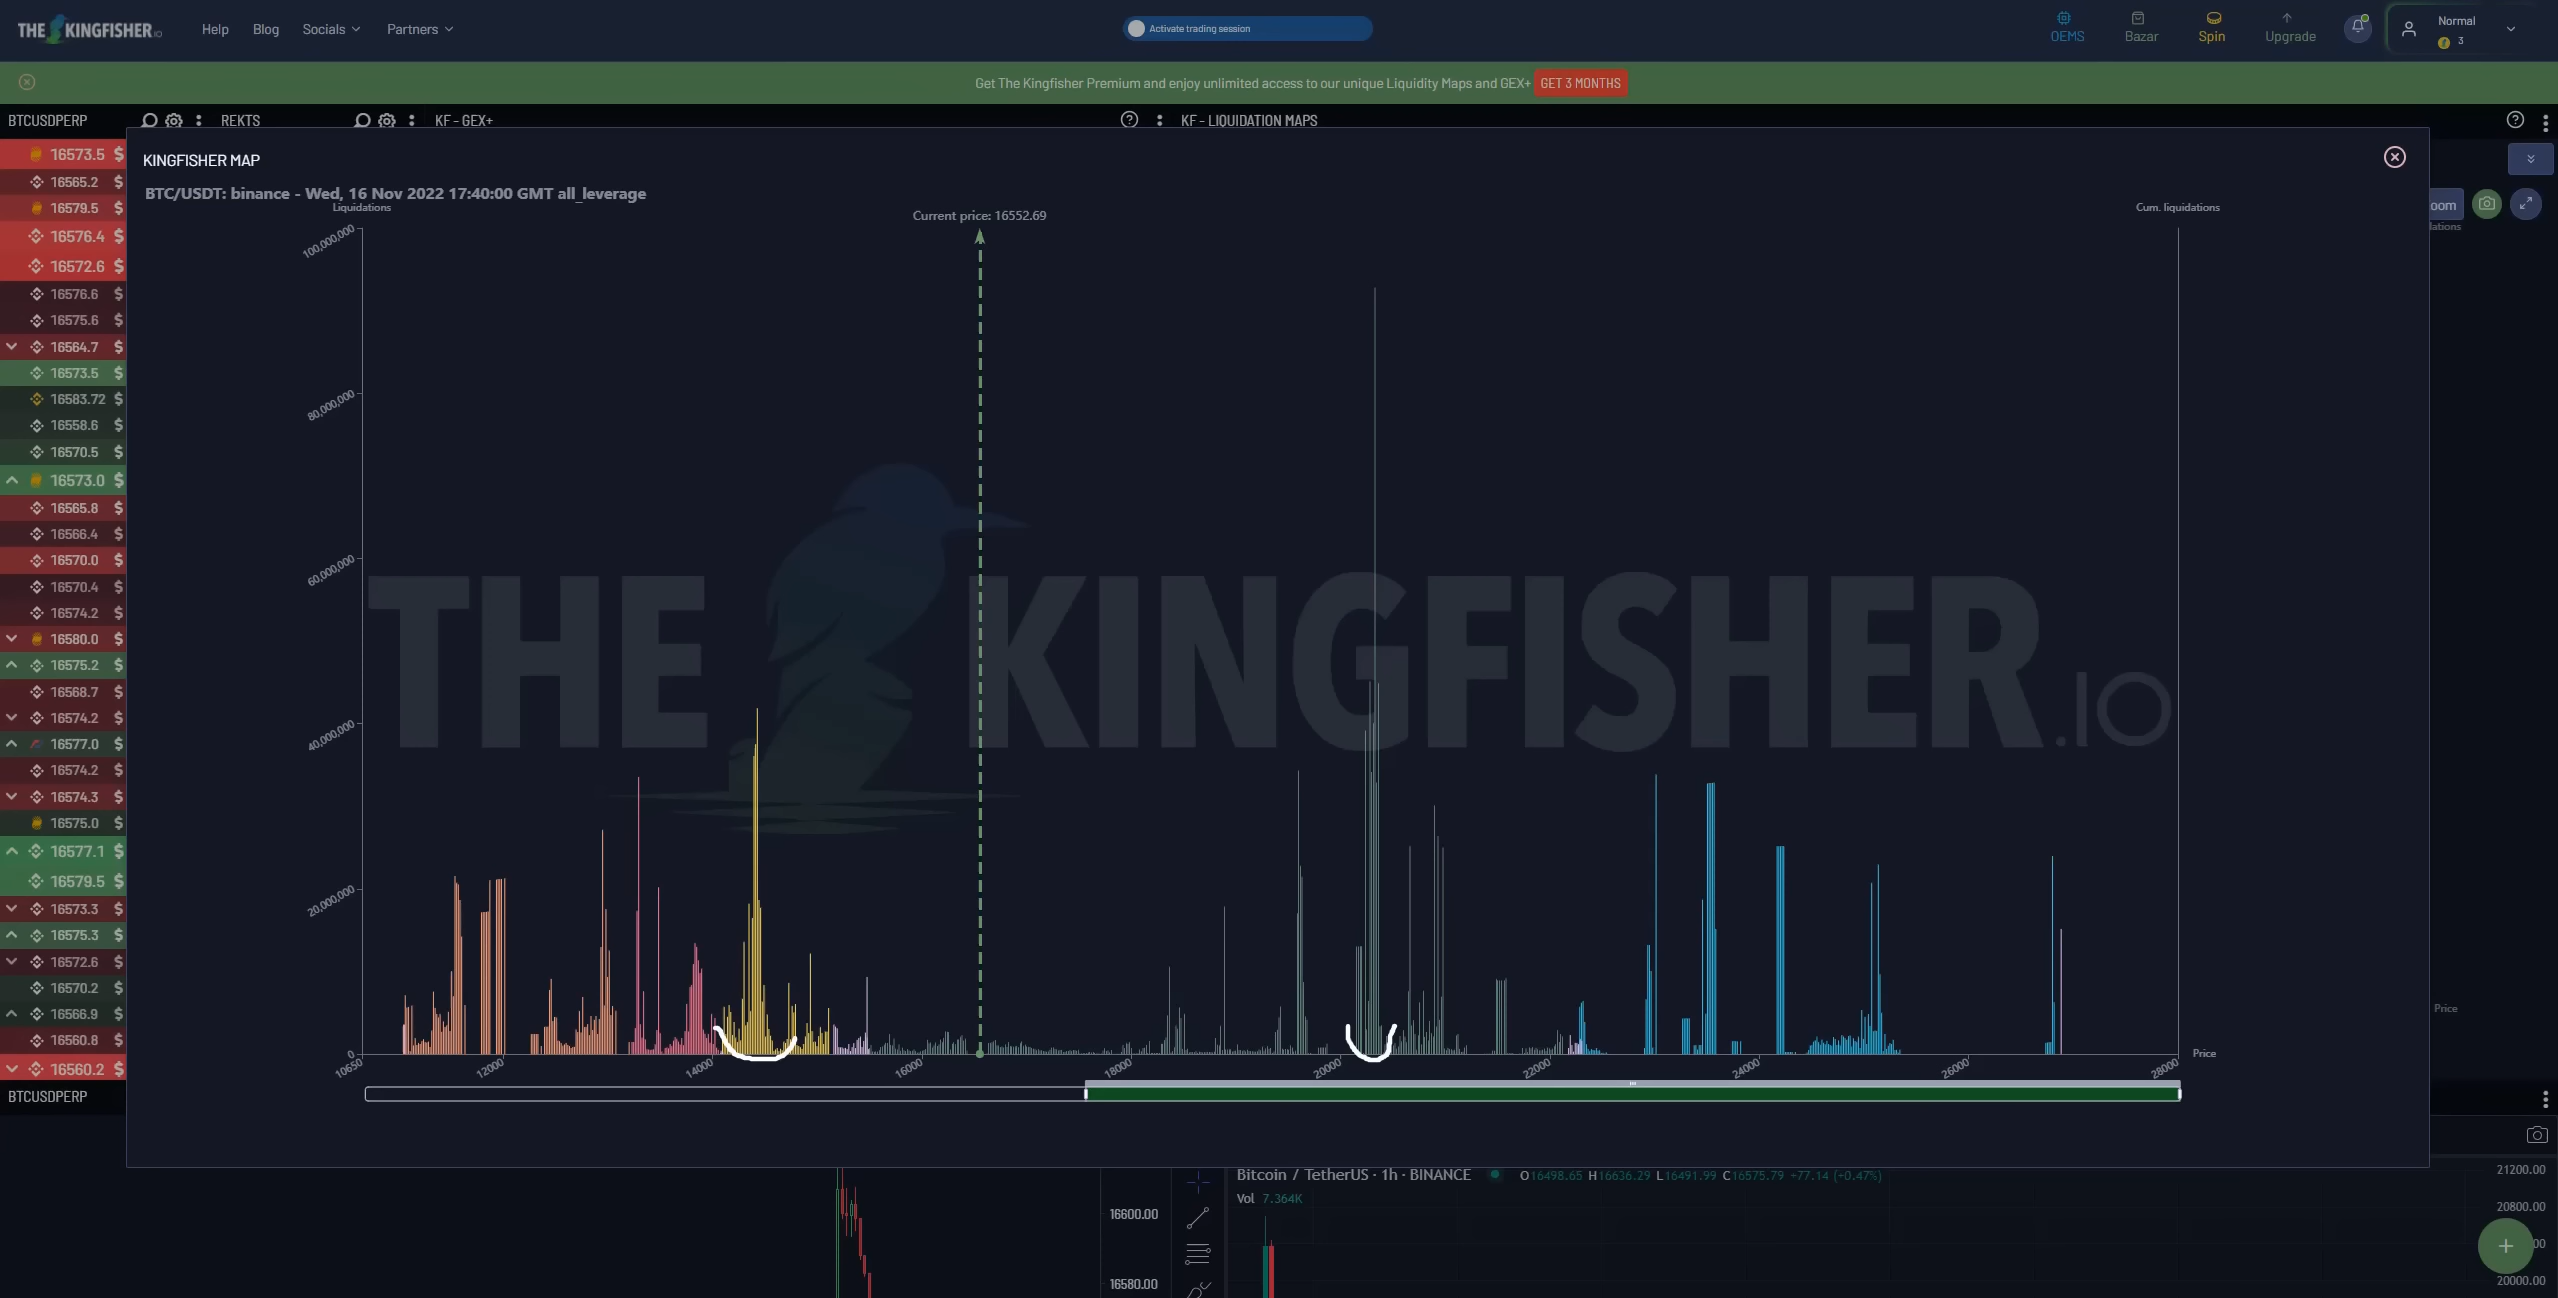 THE KINGFISHER.IO
Help Blog Socials Partners
Activate trading session
OEMS Bazar Spin Upgrade
Normal
3
Get The Kingfisher Premium and enjoy unlimited access to our unique Liquidity Maps and GEX+ GET 3 MONTHS
BTCUSDPERP REKTS KF - GEX+ KF - LIQUIDATION MAPS
16573.5 $
16565.2 $
16579.5 $
16576.4 $
16572.6 $
16576.6 $
16575.6 $
16564.7 $
16573.5 $
16583.72 $
16558.6 $
16570.5 $
16573.0 $
16565.8 $
16566.4 $
16570.0 $
16570.4 $
16574.2 $
16580.0 $
16575.2 $
16568.7 $
16574.2 $
16577.0 $
16574.2 $
16574.3 $
16575.0 $
16577.1 $
16579.5 $
16573.3 $
16575.3 $
16572.6 $
16570.2 $
16566.9 $
16560.8 $
16560.2 $
BTCUSDPERP
KINGFISHER MAP
BTC/USDT: binance - Wed, 16 Nov 2022 17:40:00 GMT all_leverage
Liquidations
Current price: 16552.69
Cum. liquidations
100,000,000
80,000,000
60,000,000
40,000,000
20,000,000
0
THE KINGFISHER.IO
10650 12000 14000 16000 18000 20000 22000 24000 26000 28000
Price
oom
lations
Price
16600.00
16580.00
Bitcoin / TetherUS · 1h · BINANCE O16498.65 H16636.29 L16491.99 C16575.79 +77.14 (+0.47%)
Vol 7.364K
21200.00
20800.00
00
20000.00